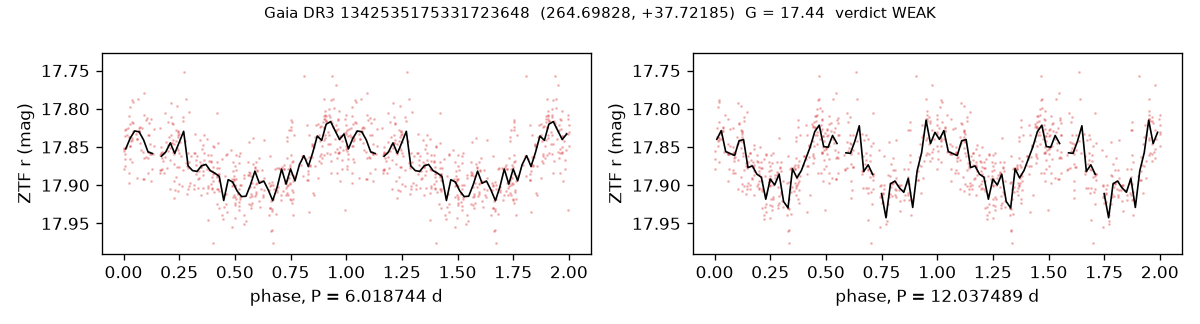 Gaia DR3 1342535175331723648 (264.69828, +37.72185) G = 17.44 verdict WEAK
ZTF r (mag)
17.75
17.80
17.85
17.90
17.95
0.00 0.25 0.50 0.75 1.00 1.25 1.50 1.75 2.00
phase, P = 6.018744 d
ZTF r (mag)
17.75
17.80
17.85
17.90
17.95
0.00 0.25 0.50 0.75 1.00 1.25 1.50 1.75 2.00
phase, P = 12.037489 d